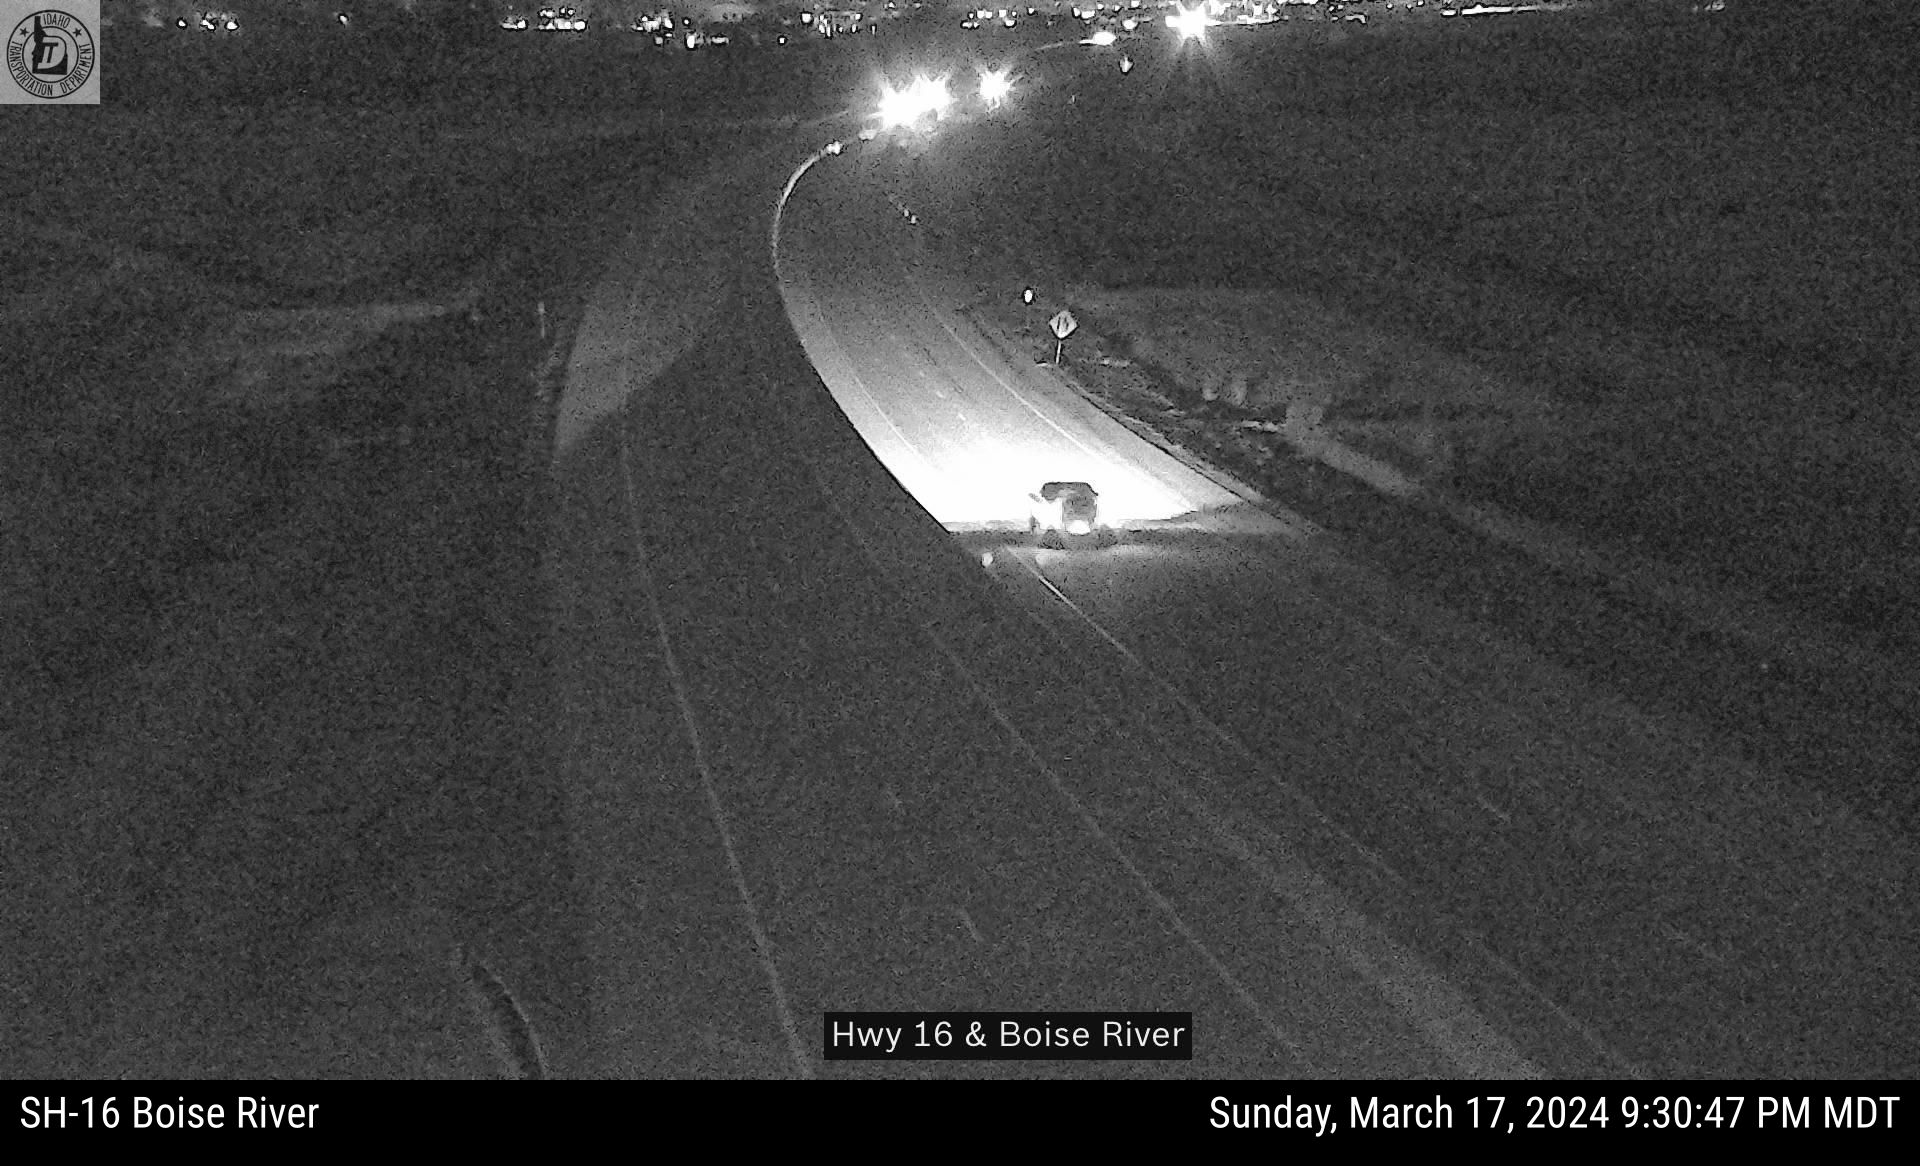 IDAHO
TRANSPORTATION DEPARTMENT
Hwy 16 & Boise River
SH-16 Boise River
Sunday, March 17, 2024 9:30:47 PM MDT